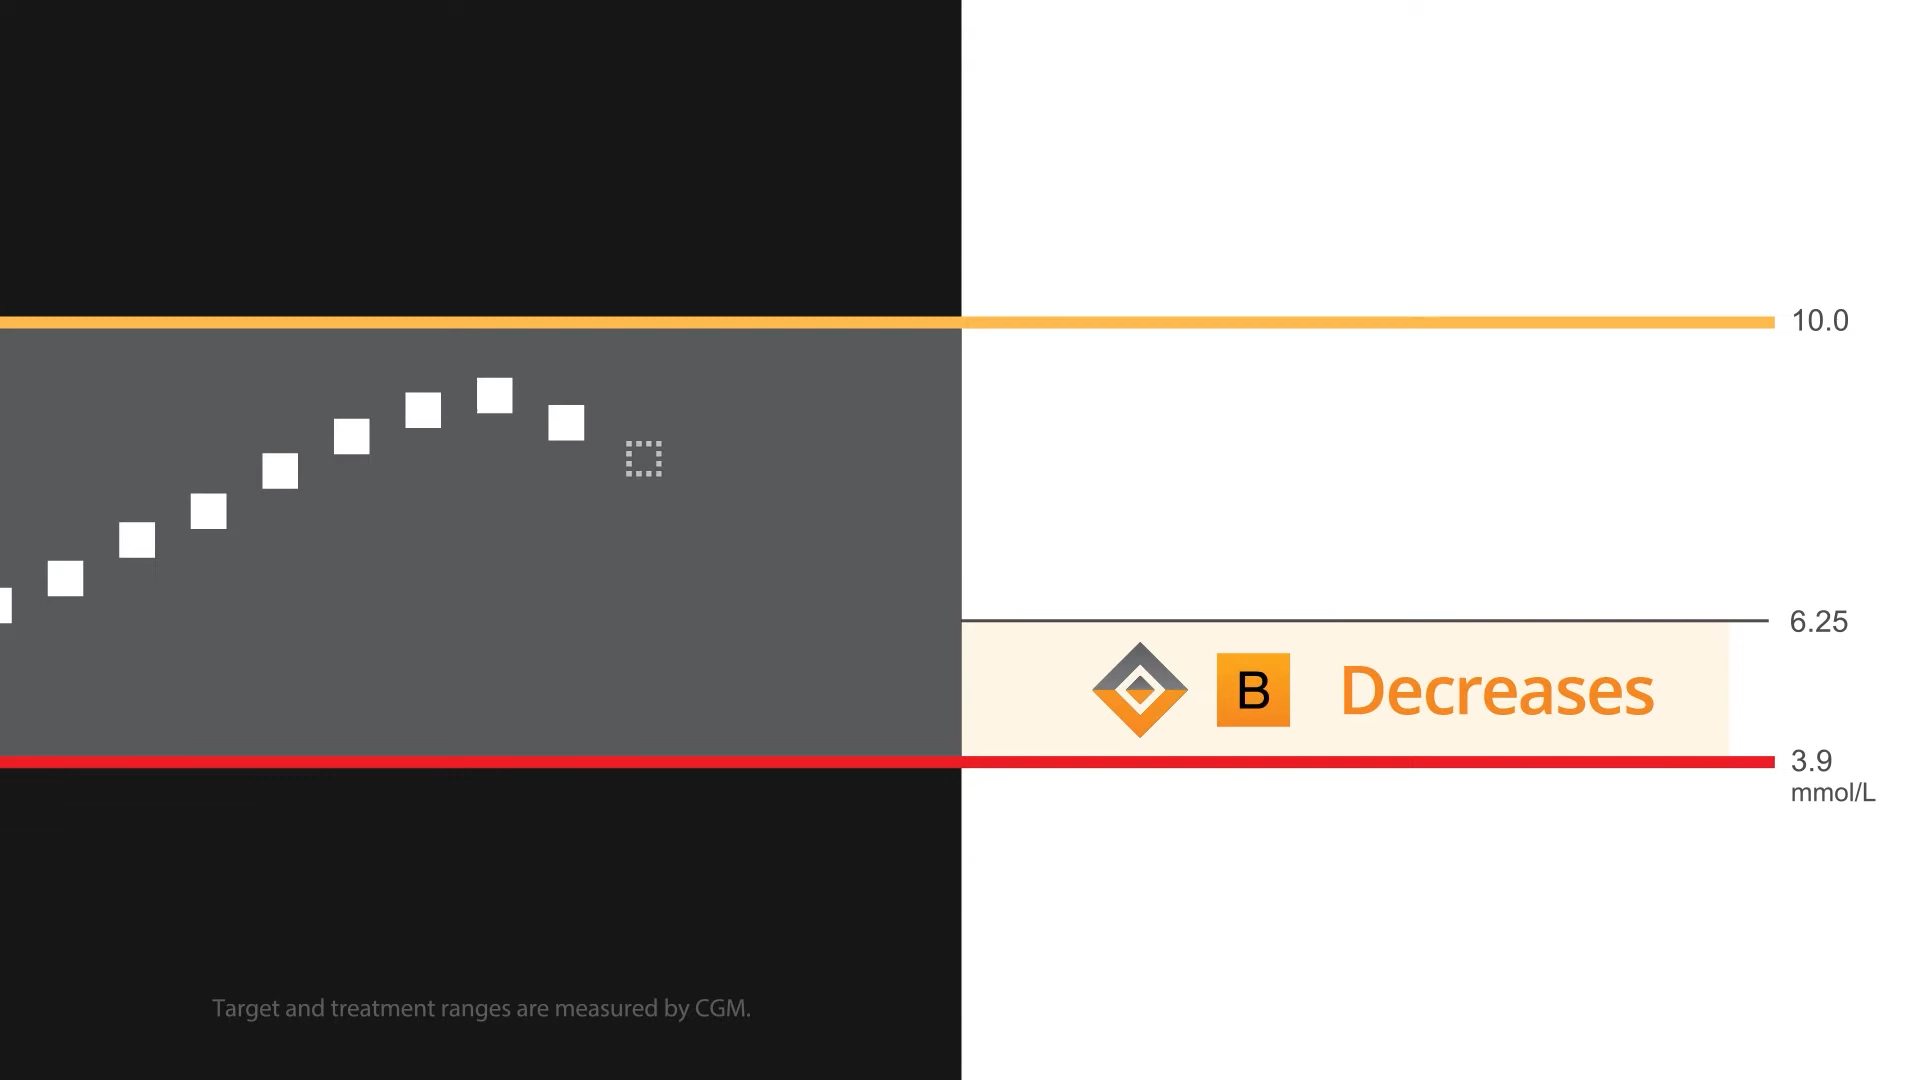 10.0
6.25
B Decreases
3.9
mmol/L
Target and treatment ranges are measured by CGM.